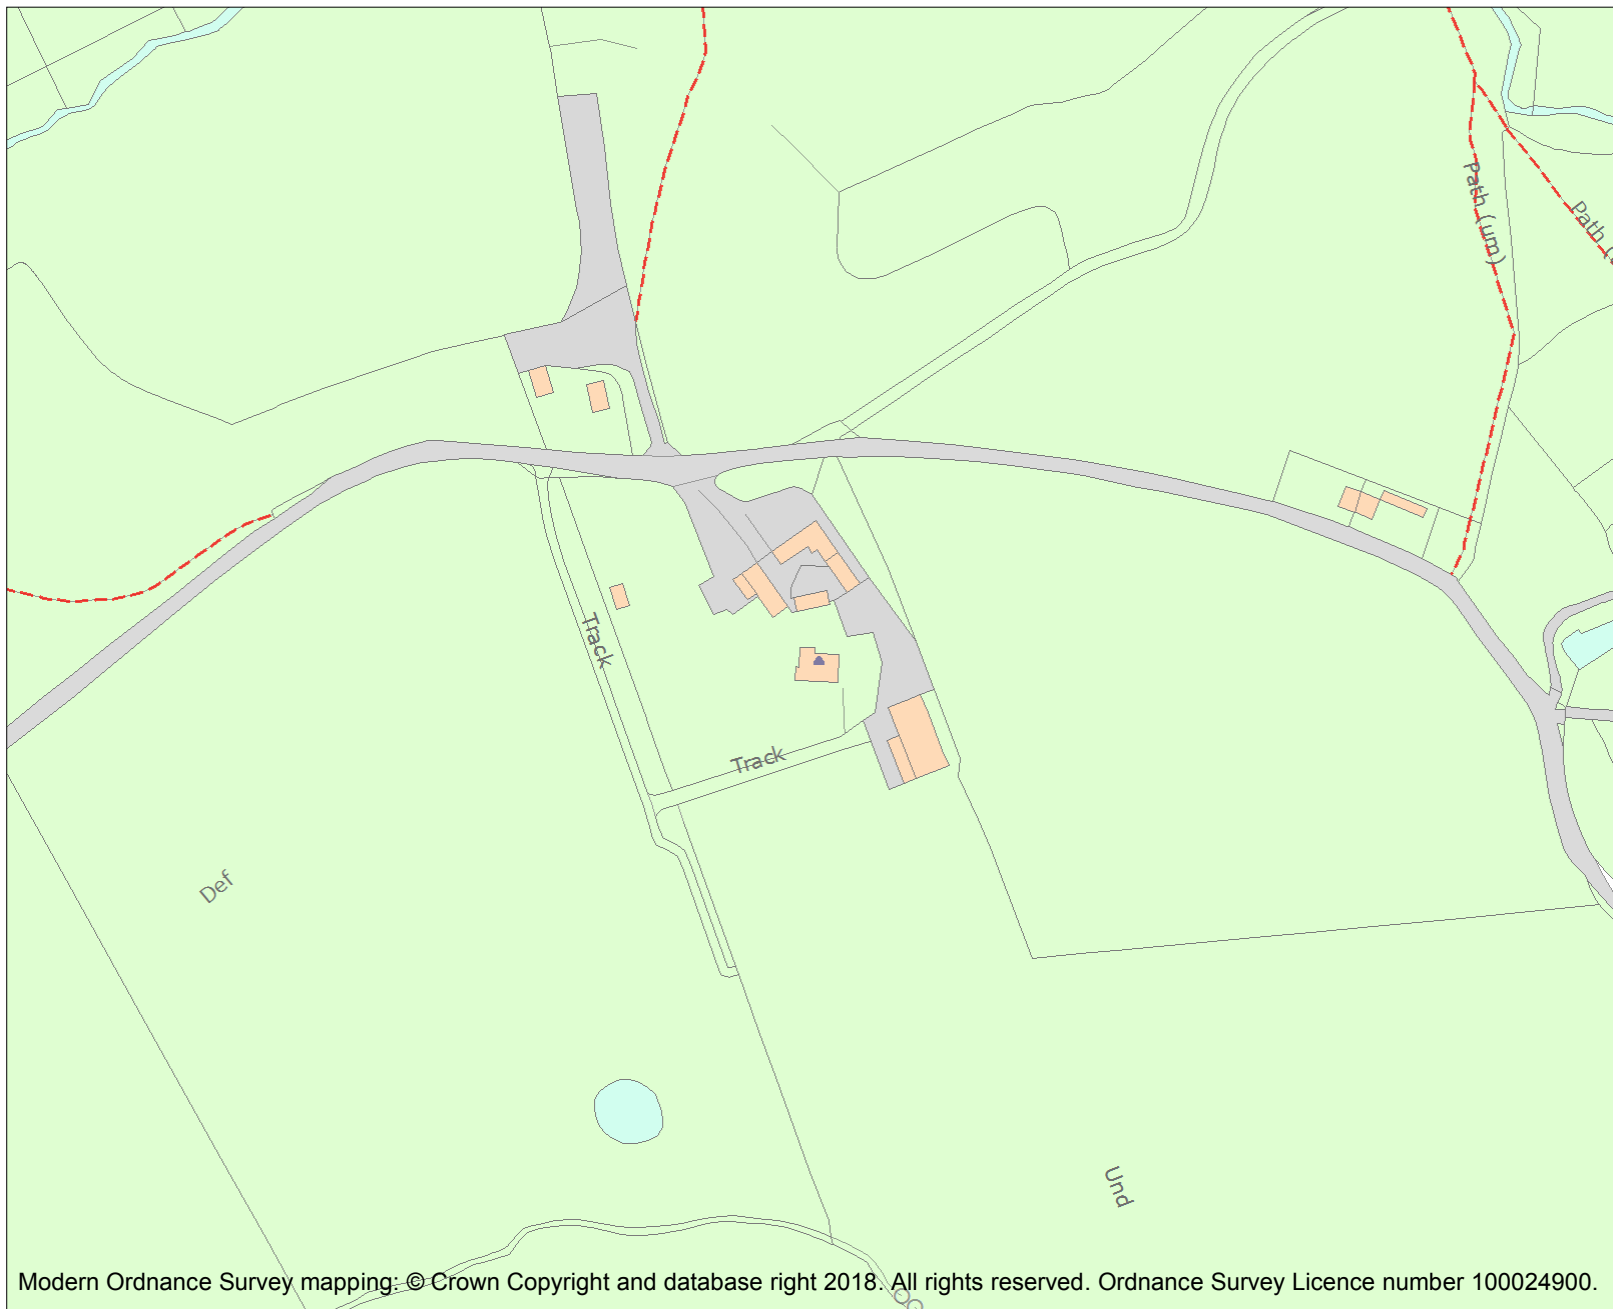 Path (um)
Path (
Track
Track
Def
Und
Modern Ordnance Survey mapping: © Crown Copyright and database right 2018. All rights reserved. Ordnance Survey Licence number 100024900.